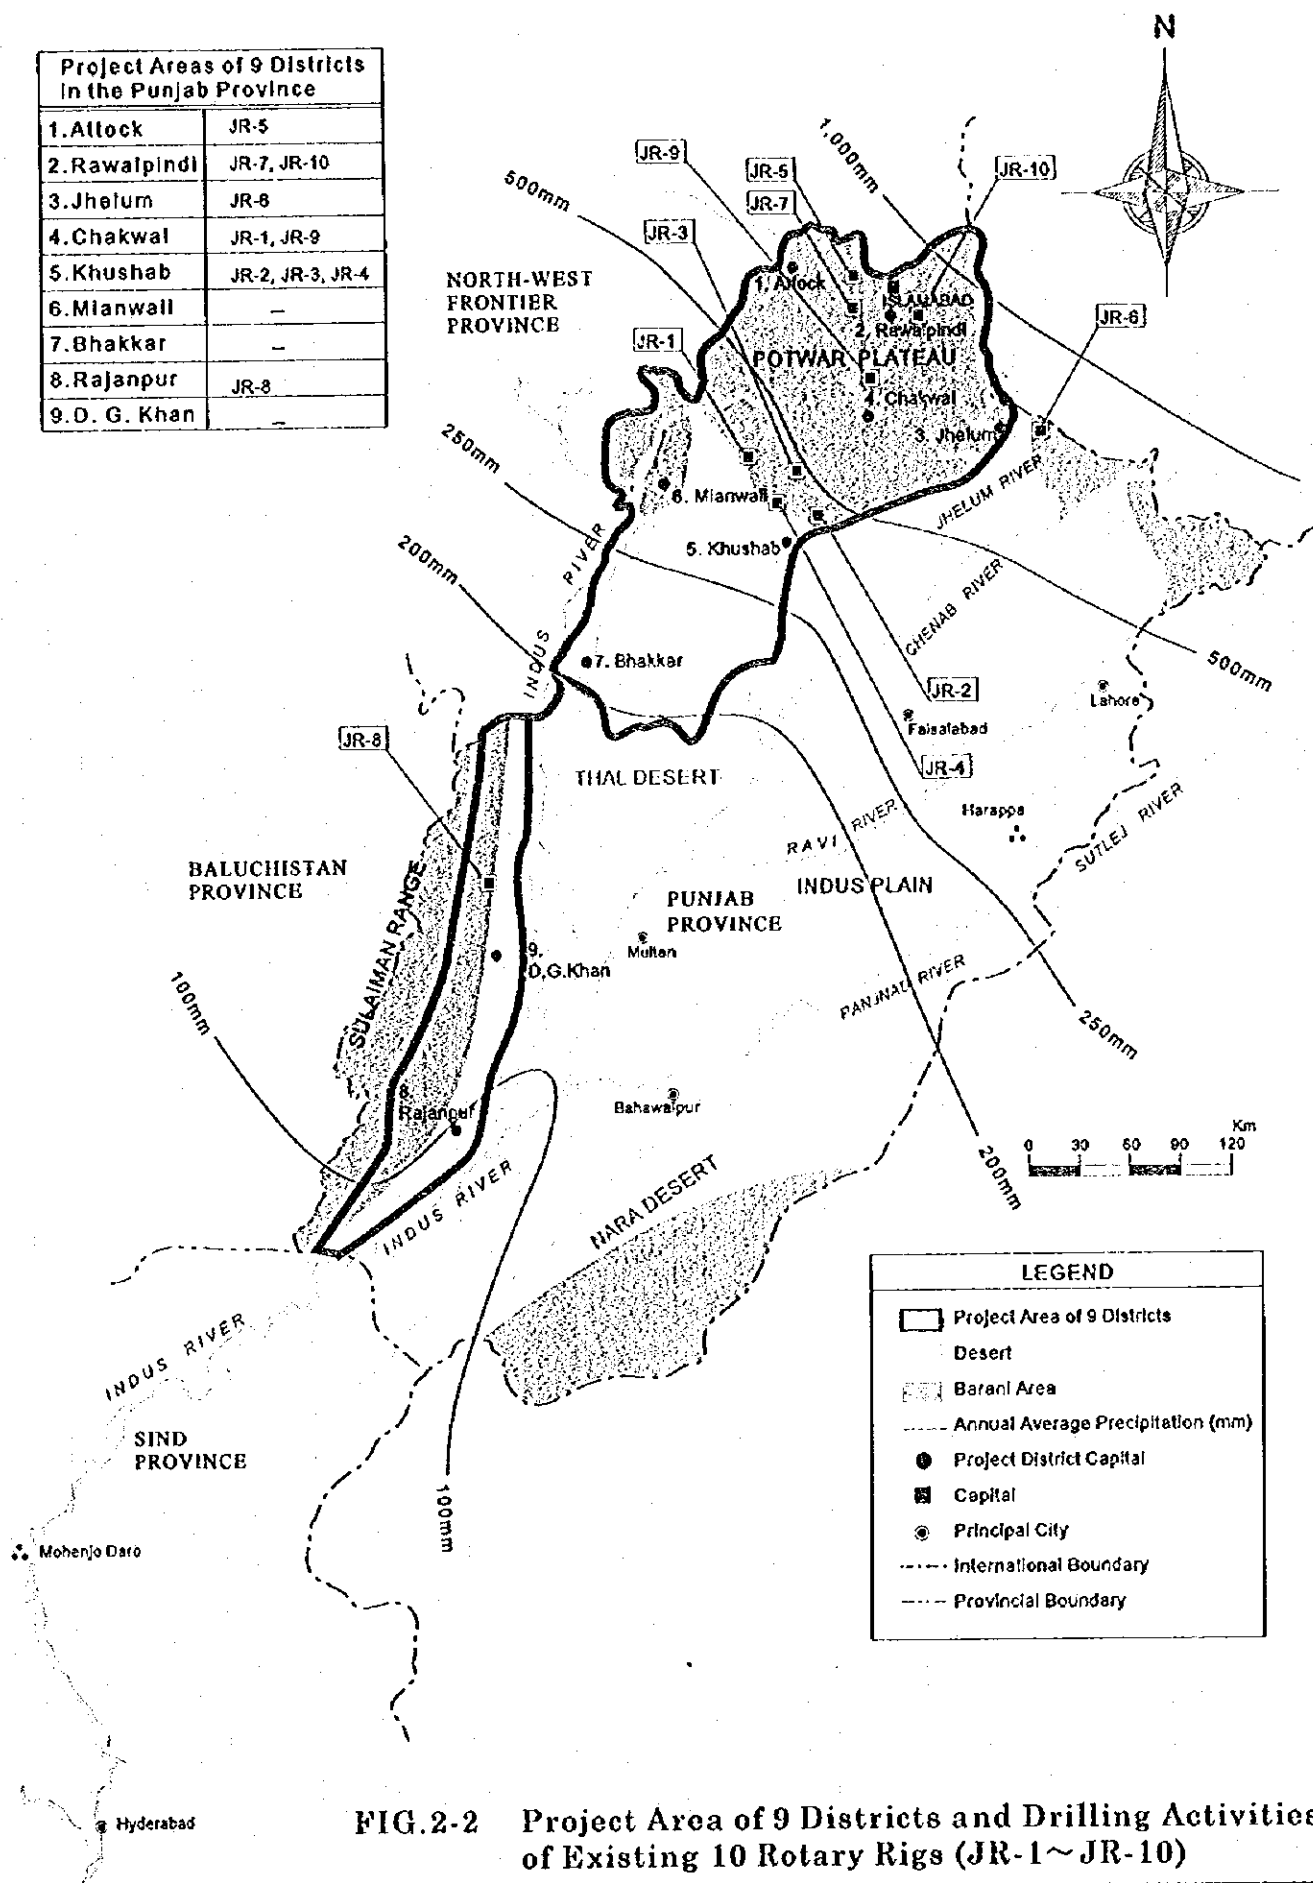 N
Project Areas of 9 Districts
in the Punjab Province
1.Attock JR-5
2.Rawalpindi JR-7, JR-10
3.Jhelum JR-6
4.Chakwal JR-1, JR-9
5.Khushab JR-2, JR-3, JR-4
6.Mianwali –
7.Bhakkar –
8.Rajanpur JR-8
9.D. G. Khan –
1,000mm
JR-9
JR-5
JR-10
500mm
JR-7
JR-3
NORTH-WEST
FRONTIER
PROVINCE
1. Attock
ISLAMABAD
2. Rawalpindi
JR-6
JR-1
POTWAR PLATEAU
4. Chakwal
3. Jhelum
250mm
6. Mianwali
JHELUM RIVER
200mm
RIVER
5. Khushab
CHENAB RIVER
INDUS
7. Bhakkar
500mm
JR-2
Lahore
Faisalabad
JR-8
JR-4
THAL DESERT
Harappa
RAVI RIVER
SUTLEJ RIVER
BALUCHISTAN
PROVINCE
INDUS PLAIN
PUNJAB
PROVINCE
SULAIMAN RANGE
Multan
9.
D.G.Khan
PANJNAD RIVER
100mm
250mm
8.
Rajanpur
Bahawalpur
Km
0 30 60 90 120
200mm
INDUS RIVER
NARA DESERT
INDUS RIVER
SIND
PROVINCE
100mm
Mohenjo Daro
Hyderabad
LEGEND
Project Area of 9 Districts
Desert
Barani Area
Annual Average Precipitation (mm)
Project District Capital
Capital
Principal City
International Boundary
Provincial Boundary
FIG.2-2 Project Area of 9 Districts and Drilling Activities
of Existing 10 Rotary Rigs (JR-1~JR-10)